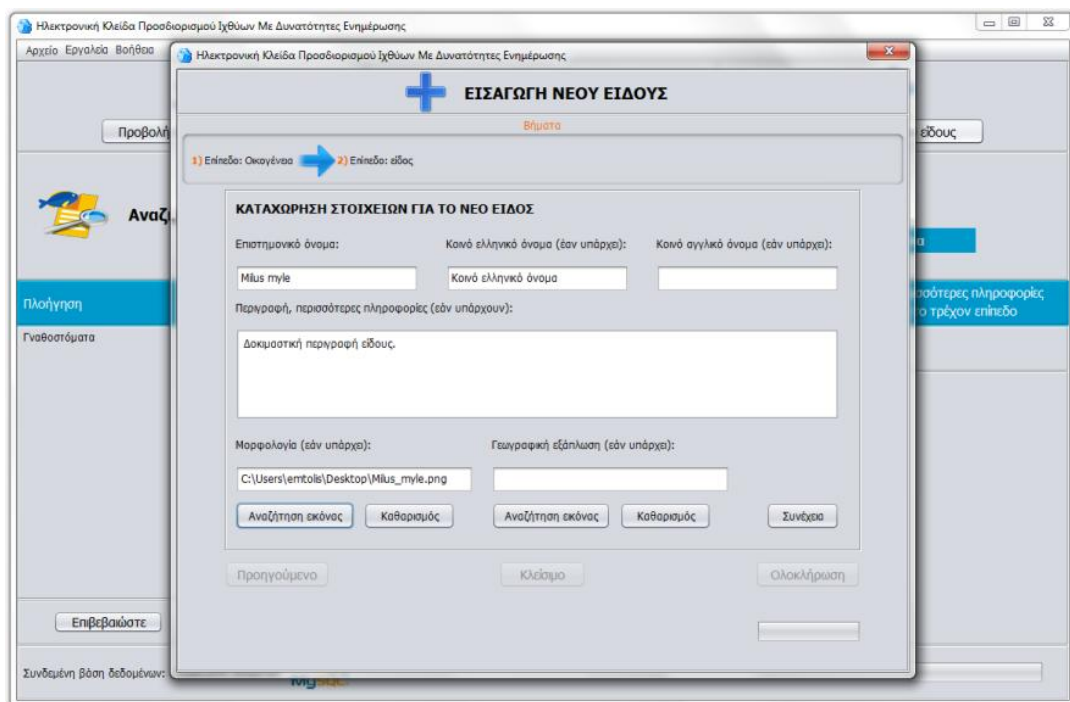 Ηλεκτρονική Κλείδα Προσδιορισμού Ιχθύων Με Δυνατότητες Ενημέρωσης
Αρχείο Εργαλεία Βοήθεια
Ηλεκτρονική Κλείδα Προσδιορισμού Ιχθύων Με Δυνατότητες Ενημέρωσης
ΕΙΣΑΓΩΓΗ ΝΕΟΥ ΕΙΔΟΥΣ
Προβολή
είδους
Βήματα
1) Επίπεδο: Οικογένεια 2) Επίπεδο: είδος
ΚΑΤΑΧΩΡΗΣΗ ΣΤΟΙΧΕΙΩΝ ΓΙΑ ΤΟ ΝΕΟ ΕΙΔΟΣ
Επιστημονικό όνομα: Κοινό ελληνικό όνομα (έαν υπάρχει): Κοινό αγγλικό όνομα (εάν υπάρχει):
Milus myle Κοινό ελληνικό όνομα
Πλοήγηση
Περιγραφή, περισσότερες πληροφορίες (εάν υπάρχουν):
πληροφορίες
τρέχον επίπεδο
Γναθοστόματα
Δοκιμαστική περιγραφή είδους.
Μορφολογία (εάν υπάρχει): Γεωγραφική εξάπλωση (εάν υπάρχει):
C:\Users\emtolis\Desktop\Milus_myle.png
Αναζήτηση εικόνας Καθαρισμός Αναζήτηση εικόνας Καθαρισμός Συνέχεια
Προηγούμενο Κλείσιμο Ολοκλήρωση
Επιβεβαιώστε
Συνδεμένη βάση δεδομένων: